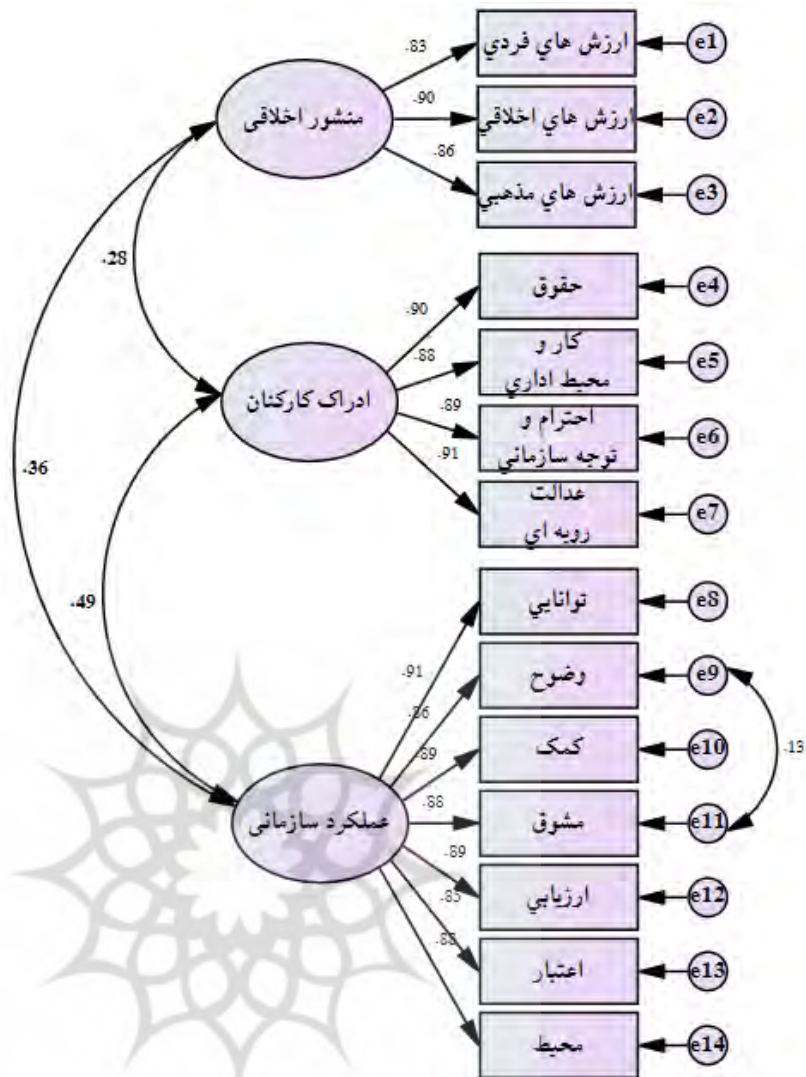 .83
ارزش هاي فردي
e1
منشور اخلاقی
.90
ارزش هاي اخلاقي
e2
.86
ارزش هاي مذهبي
e3
.28
.90
حقوق
e4
ادراک کارکنان
.88
کار و
محيط اداري
e5
.89
احترام و
توجه سازماني
e6
.36
.91
عدالت
رويه اي
e7
.49
.91
توانايي
e8
.86
وضوح
e9
.89
کمک
e10
.13
عملکرد سازمانی
.88
مشوق
e11
.89
ارزيابي
e12
.85
اعتبار
e13
محيط
e14